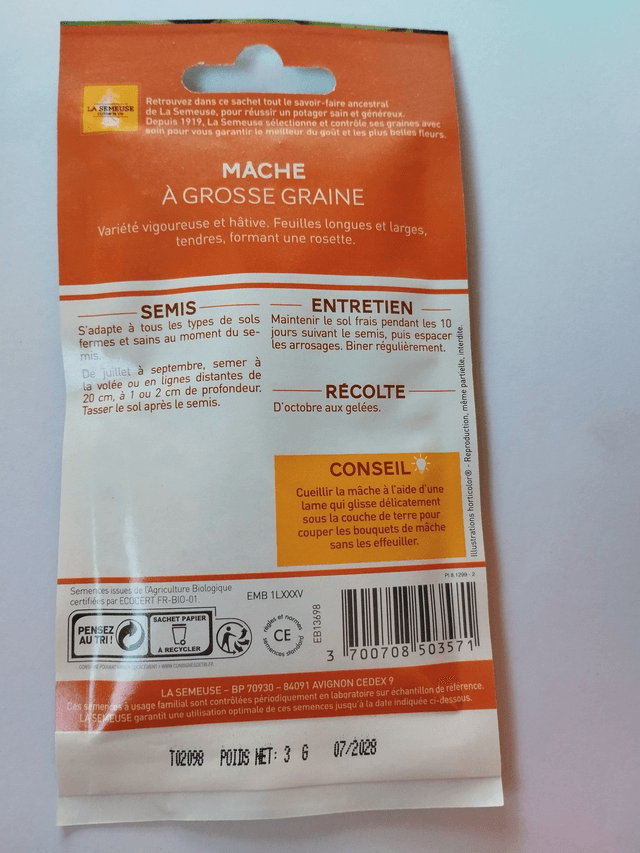 LA SEMEUSE
Retrouvez dans ce sachet tout le savoir-faire ancestral
de La Semeuse, pour réussir un potager sain et généreux.
Depuis 1919, La Semeuse sélectionne et contrôle ses graines avec
soin pour vous garantir le meilleur du goût et les plus belles fleurs.
MÂCHE
À GROSSE GRAINE
Variété vigoureuse et hâtive. Feuilles longues et larges,
tendres, formant une rosette.
SEMIS
S'adapte à tous les types de sols
fermes et sains au moment du se-
mis.
De juillet à septembre, semer à
la volée ou en lignes distantes de
20 cm, à 1 ou 2 cm de profondeur.
Tasser le sol après le semis.
ENTRETIEN
Maintenir le sol frais pendant les 10
jours suivant le semis, puis espacer
les arrosages. Biner régulièrement.
RÉCOLTE
D'octobre aux gelées.
CONSEIL
Cueillir la mâche à l'aide d'une
lame qui glisse délicatement
sous la couche de terre pour
couper les bouquets de mâche
sans les effeuiller.
Illustrations horticolor® - Reproduction, même partielle, interdite.
PI 8.1299 - 2
Semences issues de l'Agriculture Biologique
certifiées par ECOCERT FR-BIO-01.
EMB 1LXXXV
PENSEZ
AU TRI !
SACHET PAPIER
À RECYCLER
règles et normes
CE
semences standard
EB13698
3 700708 503571
LA SEMEUSE – BP 70930 – 84091 AVIGNON CEDEX 9
Ces semences à usage familial sont contrôlées périodiquement en laboratoire sur échantillon de référence.
LA SEMEUSE garantit une utilisation optimale de ces semences jusqu'à la date indiquée ci-dessous.
T02098 POIDS NET: 3 G 07/2028